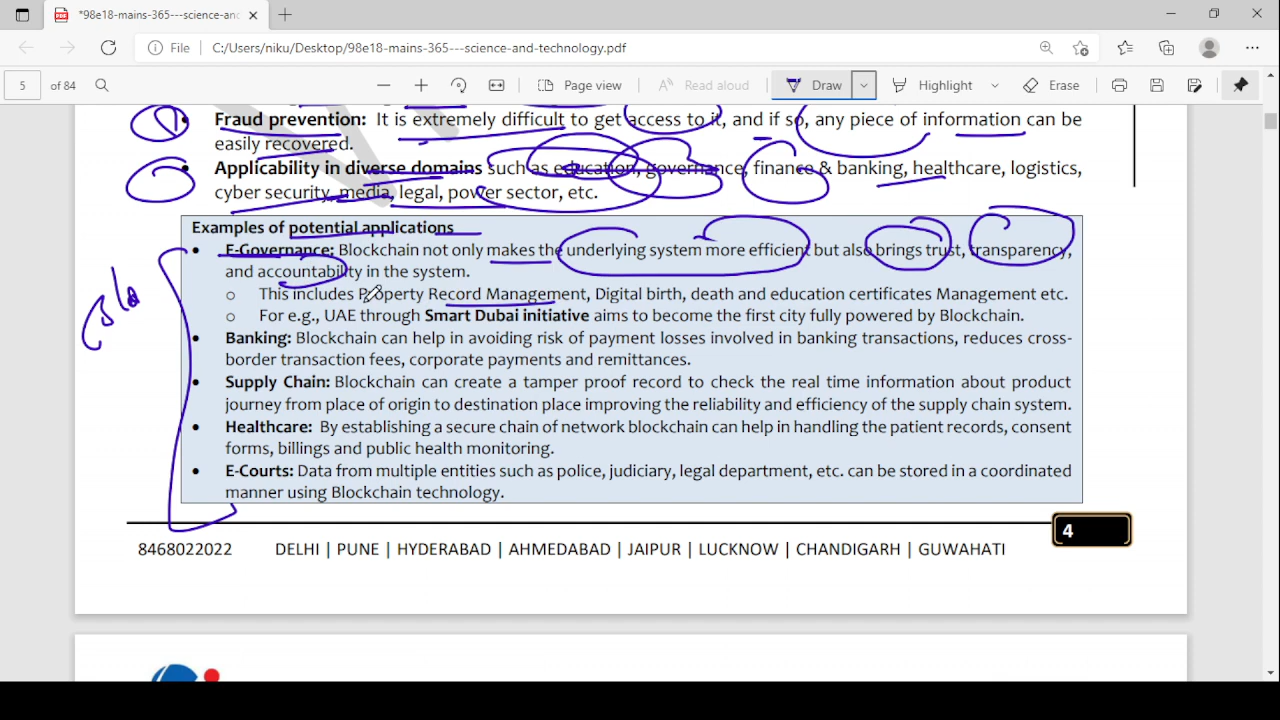 *98e18-mains-365---science-and
File
C:/Users/niku/Desktop/98e18-mains-365---science-and-technology.pdf
5 of 84
Page view
Read aloud
Draw
Highlight
Erase
Fraud prevention: It is extremely difficult to get access to it, and if so, any piece of information can be
easily recovered.
Applicability in diverse domains such as education, governance, finance & banking, healthcare, logistics,
cyber security, media, legal, power sector, etc.
Examples of potential applications
• E-Governance: Blockchain not only makes the underlying system more efficient but also brings trust, transparency,
and accountability in the system.
o This includes Property Record Management, Digital birth, death and education certificates Management etc.
o For e.g., UAE through Smart Dubai initiative aims to become the first city fully powered by Blockchain.
• Banking: Blockchain can help in avoiding risk of payment losses involved in banking transactions, reduces cross-
border transaction fees, corporate payments and remittances.
• Supply Chain: Blockchain can create a tamper proof record to check the real time information about product
journey from place of origin to destination place improving the reliability and efficiency of the supply chain system.
• Healthcare: By establishing a secure chain of network blockchain can help in handling the patient records, consent
forms, billings and public health monitoring.
• E-Courts: Data from multiple entities such as police, judiciary, legal department, etc. can be stored in a coordinated
manner using Blockchain technology.
4
8468022022 DELHI | PUNE | HYDERABAD | AHMEDABAD | JAIPUR | LUCKNOW | CHANDIGARH | GUWAHATI